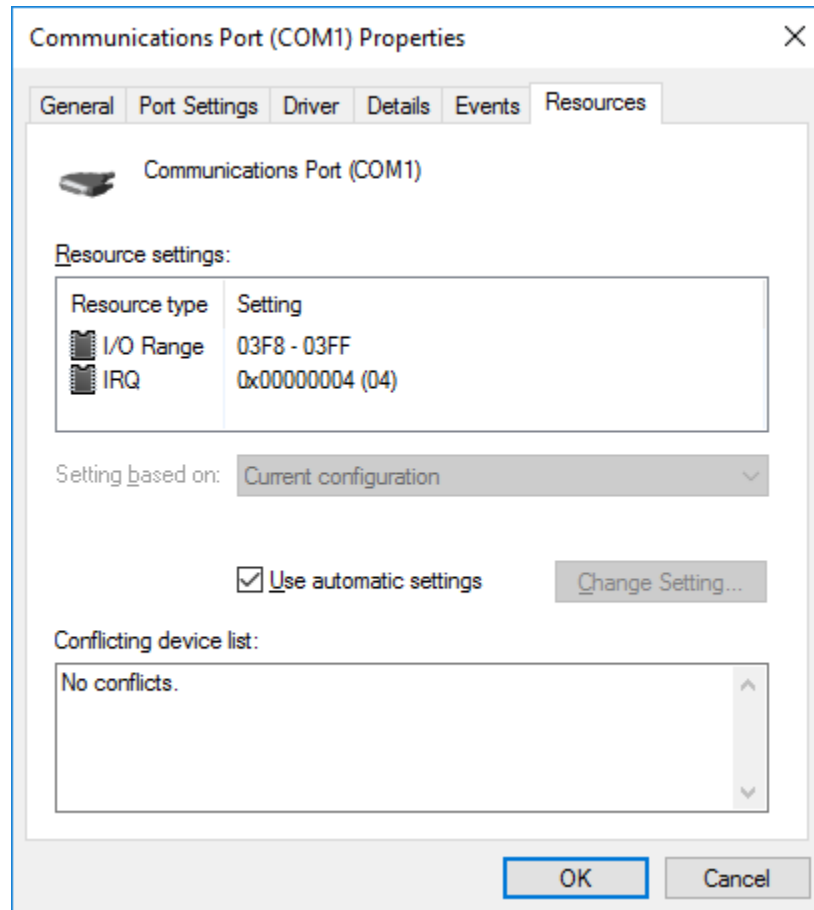 Communications Port (COM1) Properties
General Port Settings Driver Details Events Resources
Communications Port (COM1)
Resource settings:
Resource type Setting
I/O Range 03F8 - 03FF
IRQ 0x00000004 (04)
Setting based on: Current configuration
Use automatic settings Change Setting...
Conflicting device list:
No conflicts.
OK Cancel